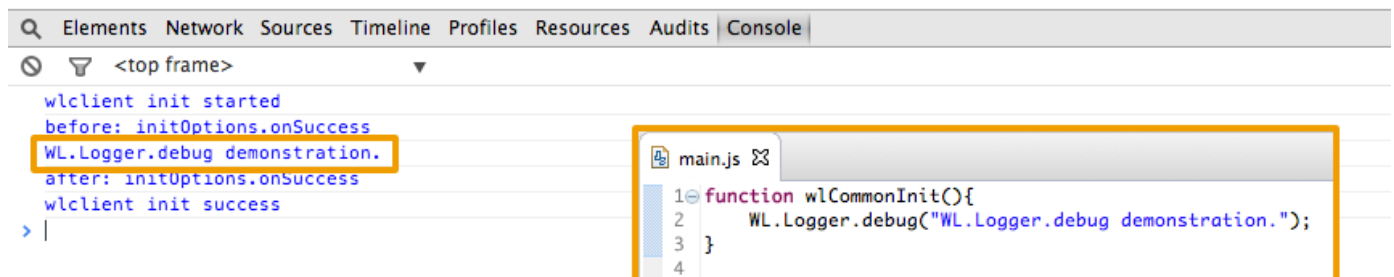 Elements Network Sources Timeline Profiles Resources Audits Console
<top frame>
wlclient init started
before: initOptions.onSuccess
WL.Logger.debug demonstration.
after: initOptions.onSuccess
wlclient init success
>
main.js
1 function wlCommonInit(){
2 WL.Logger.debug("WL.Logger.debug demonstration.");
3 }
4